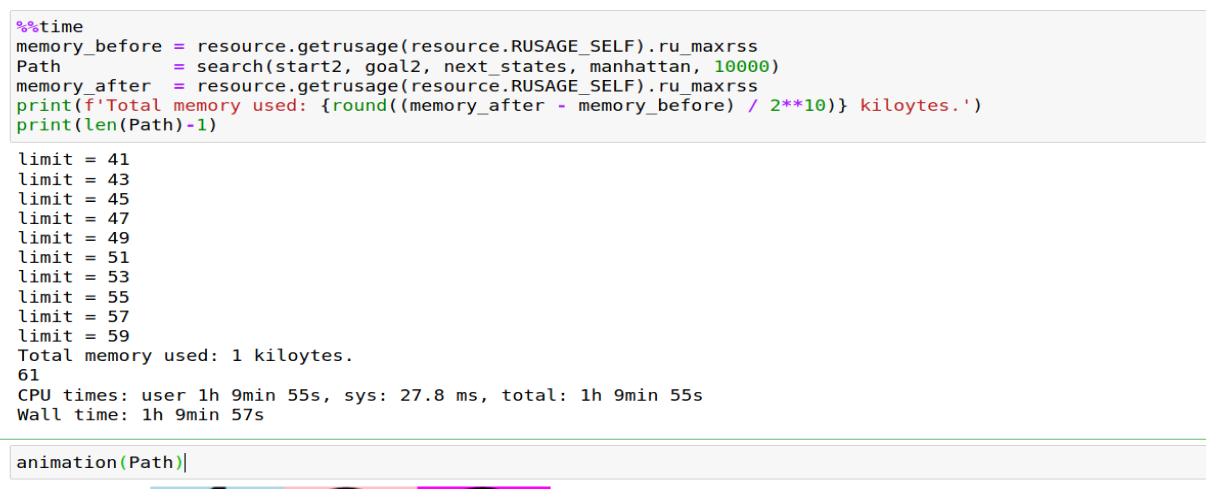 %%time
memory_before = resource.getrusage(resource.RUSAGE_SELF).ru_maxrss
Path          = search(start2, goal2, next_states, manhattan, 10000)
memory_after  = resource.getrusage(resource.RUSAGE_SELF).ru_maxrss
print(f'Total memory used: {round((memory_after - memory_before) / 2**10)} kiloytes.')
print(len(Path)-1)
limit = 41
limit = 43
limit = 45
limit = 47
limit = 49
limit = 51
limit = 53
limit = 55
limit = 57
limit = 59
Total memory used: 1 kiloytes.
61
CPU times: user 1h 9min 55s, sys: 27.8 ms, total: 1h 9min 55s
Wall time: 1h 9min 57s
animation(Path)